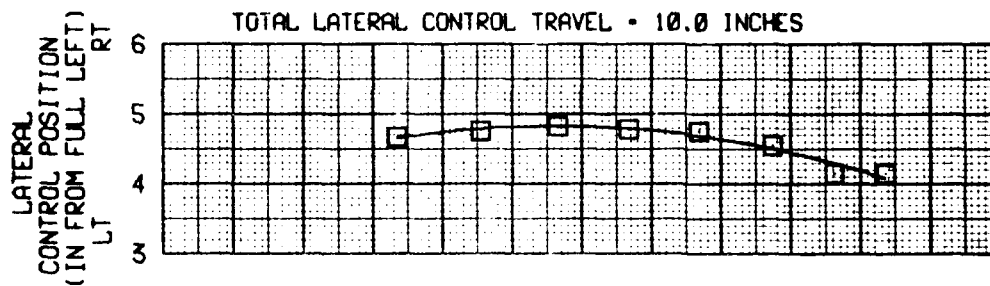 TOTAL LATERAL CONTROL TRAVEL - 10.0 INCHES
LATERAL
CONTROL POSITION
(IN FROM FULL LEFT)
LT RT
6
5
4
3